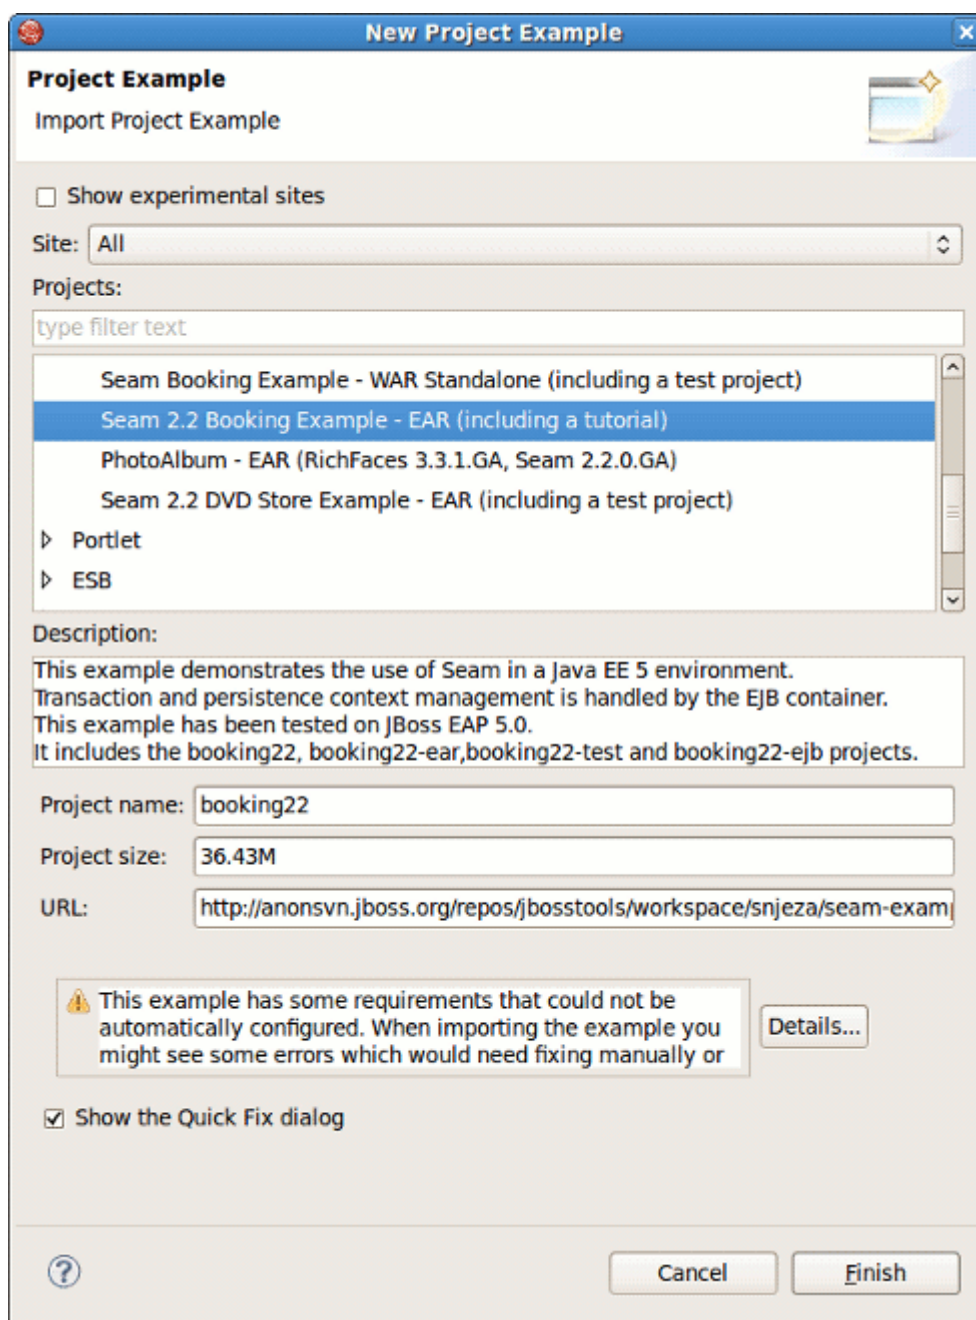 New Project Example
Project Example
Import Project Example
Show experimental sites
Site: All
Projects:
type filter text
Seam Booking Example - WAR Standalone (including a test project)
Seam 2.2 Booking Example - EAR (including a tutorial)
PhotoAlbum - EAR (RichFaces 3.3.1.GA, Seam 2.2.0.GA)
Seam 2.2 DVD Store Example - EAR (including a test project)
Portlet
ESB
Description:
This example demonstrates the use of Seam in a Java EE 5 environment.
Transaction and persistence context management is handled by the EJB container.
This example has been tested on JBoss EAP 5.0.
It includes the booking22, booking22-ear,booking22-test and booking22-ejb projects.
Project name: booking22
Project size: 36.43M
URL: http://anonsvn.jboss.org/repos/jbosstools/workspace/snjeza/seam-exam
This example has some requirements that could not be
automatically configured. When importing the example you
might see some errors which would need fixing manually or
Details...
Show the Quick Fix dialog
Cancel
Finish